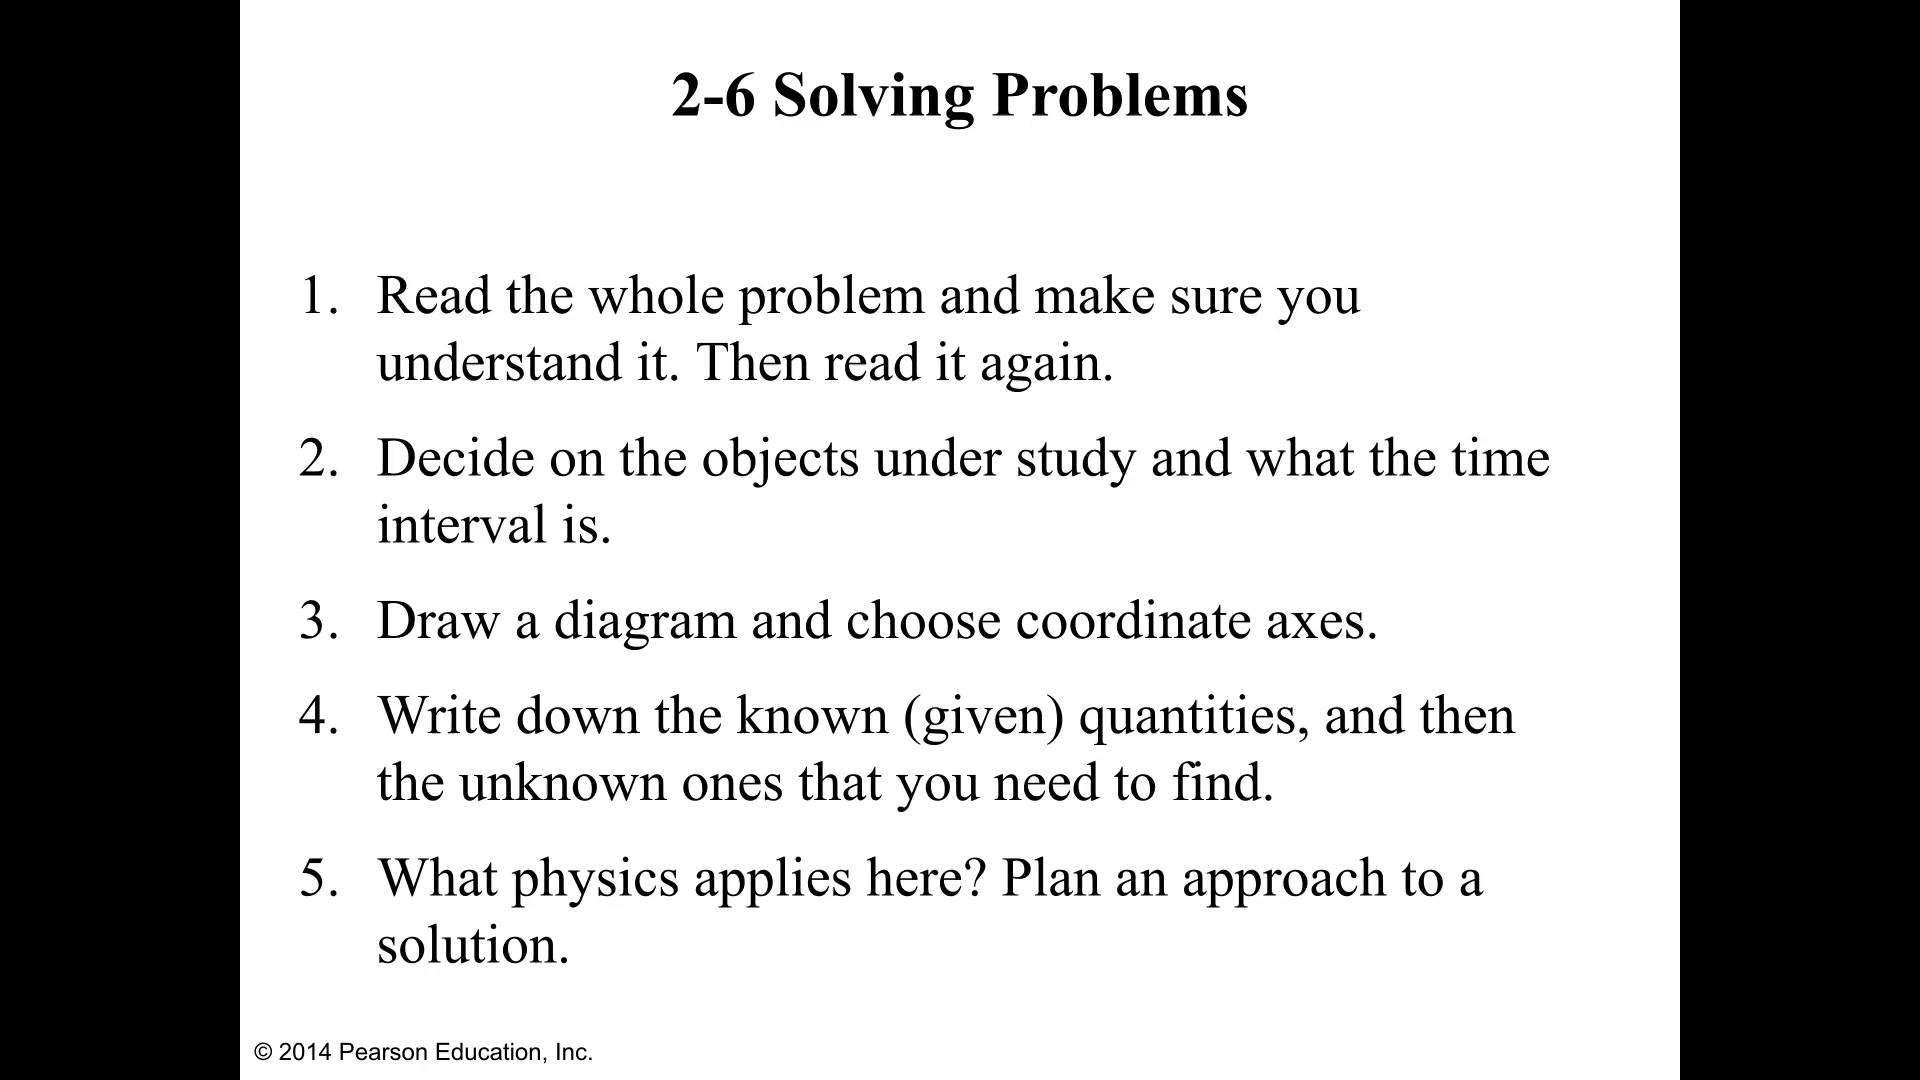 2-6 Solving Problems
1. Read the whole problem and make sure you
understand it. Then read it again.
2. Decide on the objects under study and what the time
interval is.
3. Draw a diagram and choose coordinate axes.
4. Write down the known (given) quantities, and then
the unknown ones that you need to find.
5. What physics applies here? Plan an approach to a
solution.
© 2014 Pearson Education, Inc.